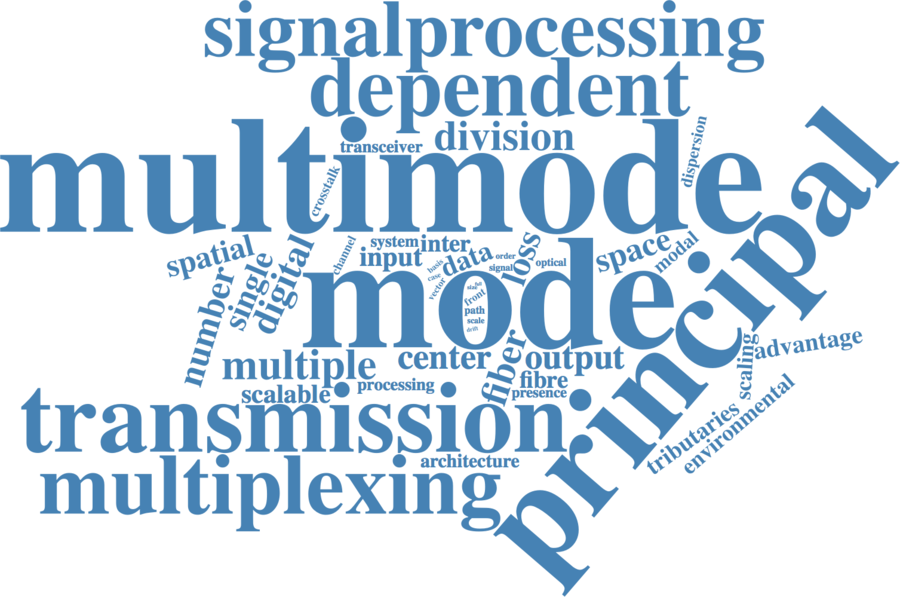 signalprocessing
dependent
division
transceiver
multimode
dispersion
crosstalk
principal
spatial
channel
system
inter
input
data
basis
case
vector
order
signal
optical
loss
space
modal
number
single
digital
mode
front
path
scale
drift
multiple
center
fiber
output
fibre
presence
scalable
processing
scaling
advantage
transmission
tributaries
environmental
architecture
multiplexing